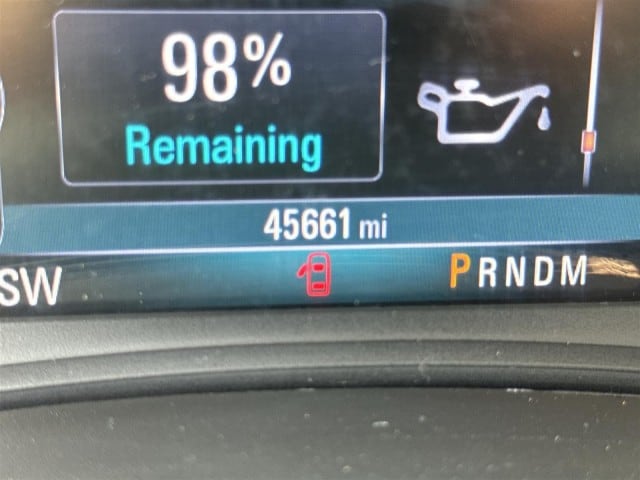 98%
Remaining
45661 mi
SW
PRNDM